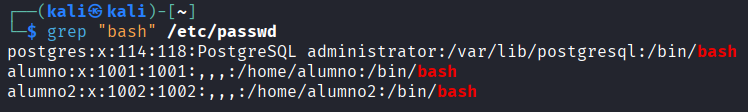 ┌──(kali㉿kali)-[~]
└─$ grep "bash" /etc/passwd
postgres:x:114:118:PostgreSQL administrator:/var/lib/postgresql:/bin/bash
alumno:x:1001:1001:,,,:/home/alumno:/bin/bash
alumno2:x:1002:1002:,,,:/home/alumno2:/bin/bash